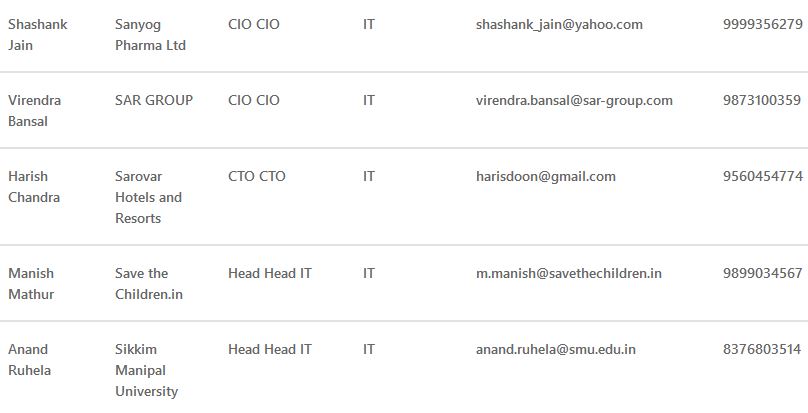 Shashank Jain Sanyog Pharma Ltd CIO CIO IT shashank_jain@yahoo.com 9999356279
Virendra Bansal SAR GROUP CIO CIO IT virendra.bansal@sar-group.com 9873100359
Harish Chandra Sarovar Hotels and Resorts CTO CTO IT harisdoon@gmail.com 9560454774
Manish Mathur Save the Children.in Head Head IT IT m.manish@savethechildren.in 9899034567
Anand Ruhela Sikkim Manipal University Head Head IT IT anand.ruhela@smu.edu.in 8376803514